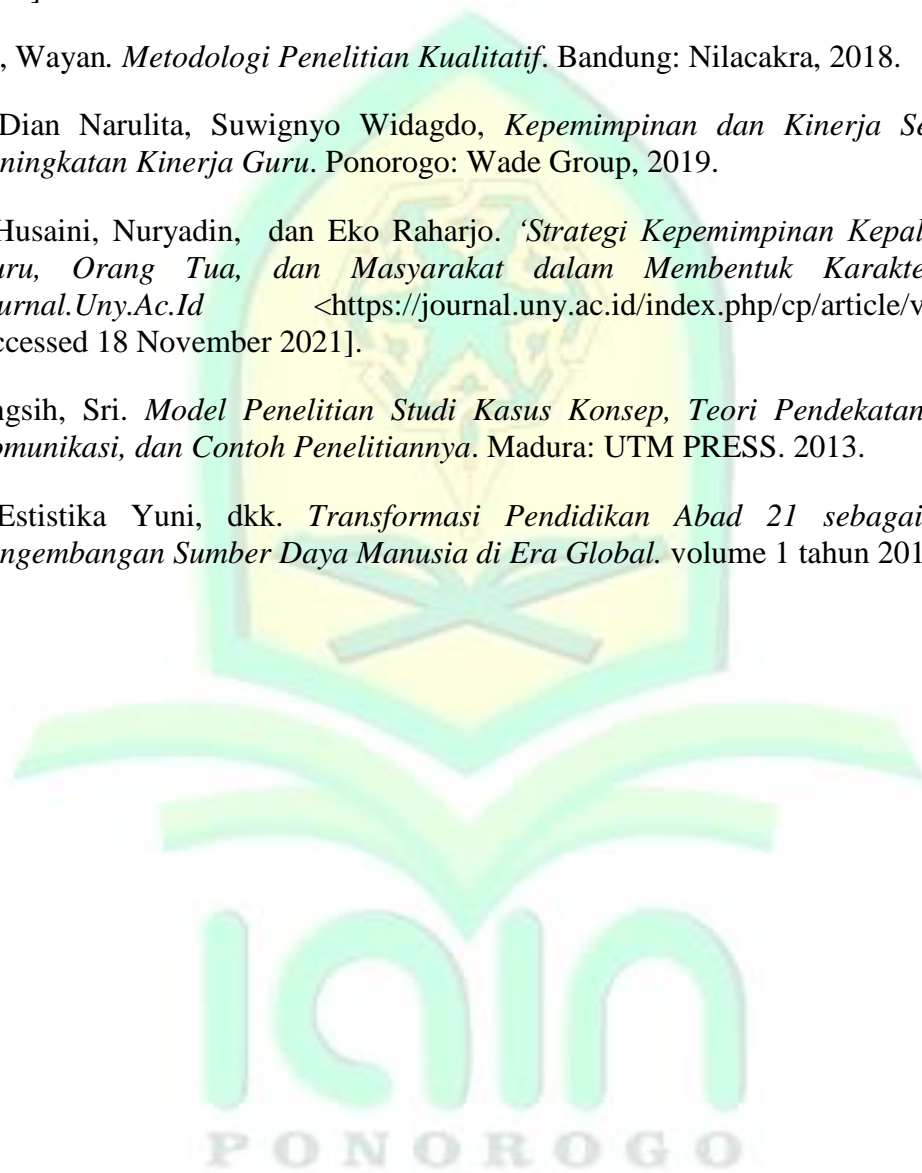 ]
, Wayan. Metodologi Penelitian Kualitatif. Bandung: Nilacakra, 2018.
Dian Narulita, Suwignyo Widagdo, Kepemimpinan dan Kinerja Se
ningkatan Kinerja Guru. Ponorogo: Wade Group, 2019.
Husaini, Nuryadin, dan Eko Raharjo. ‘Strategi Kepemimpinan Kepal
uru, Orang Tua, dan Masyarakat dalam Membentuk Karakte
urnal.Uny.Ac.Id <https://journal.uny.ac.id/index.php/cp/article/v
ccessed 18 November 2021].
ngsih, Sri. Model Penelitian Studi Kasus Konsep, Teori Pendekatan
omunikasi, dan Contoh Penelitiannya. Madura: UTM PRESS. 2013.
Estistika Yuni, dkk. Transformasi Pendidikan Abad 21 sebagai
ngembangan Sumber Daya Manusia di Era Global. volume 1 tahun 201
iain
PONOROGO